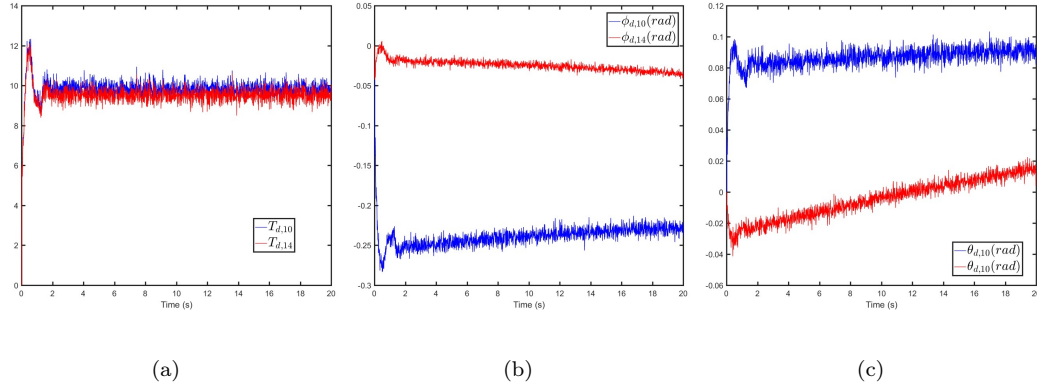 14
12
10
8
6
4
2
0
0 2 4 6 8 10 12 14 16 18 20
Time (s)
T_{d,10}
T_{d,14}
(a)
0.05
0
-0.05
-0.1
-0.15
-0.2
-0.25
-0.3
0 2 4 6 8 10 12 14 16 18 20
Time (s)
ϕ_{d,10}(rad)
ϕ_{d,14}(rad)
(b)
0.12
0.1
0.08
0.06
0.04
0.02
0
-0.02
-0.04
-0.06
0 2 4 6 8 10 12 14 16 18 20
Time (s)
θ_{d,10}(rad)
θ_{d,10}(rad)
(c)